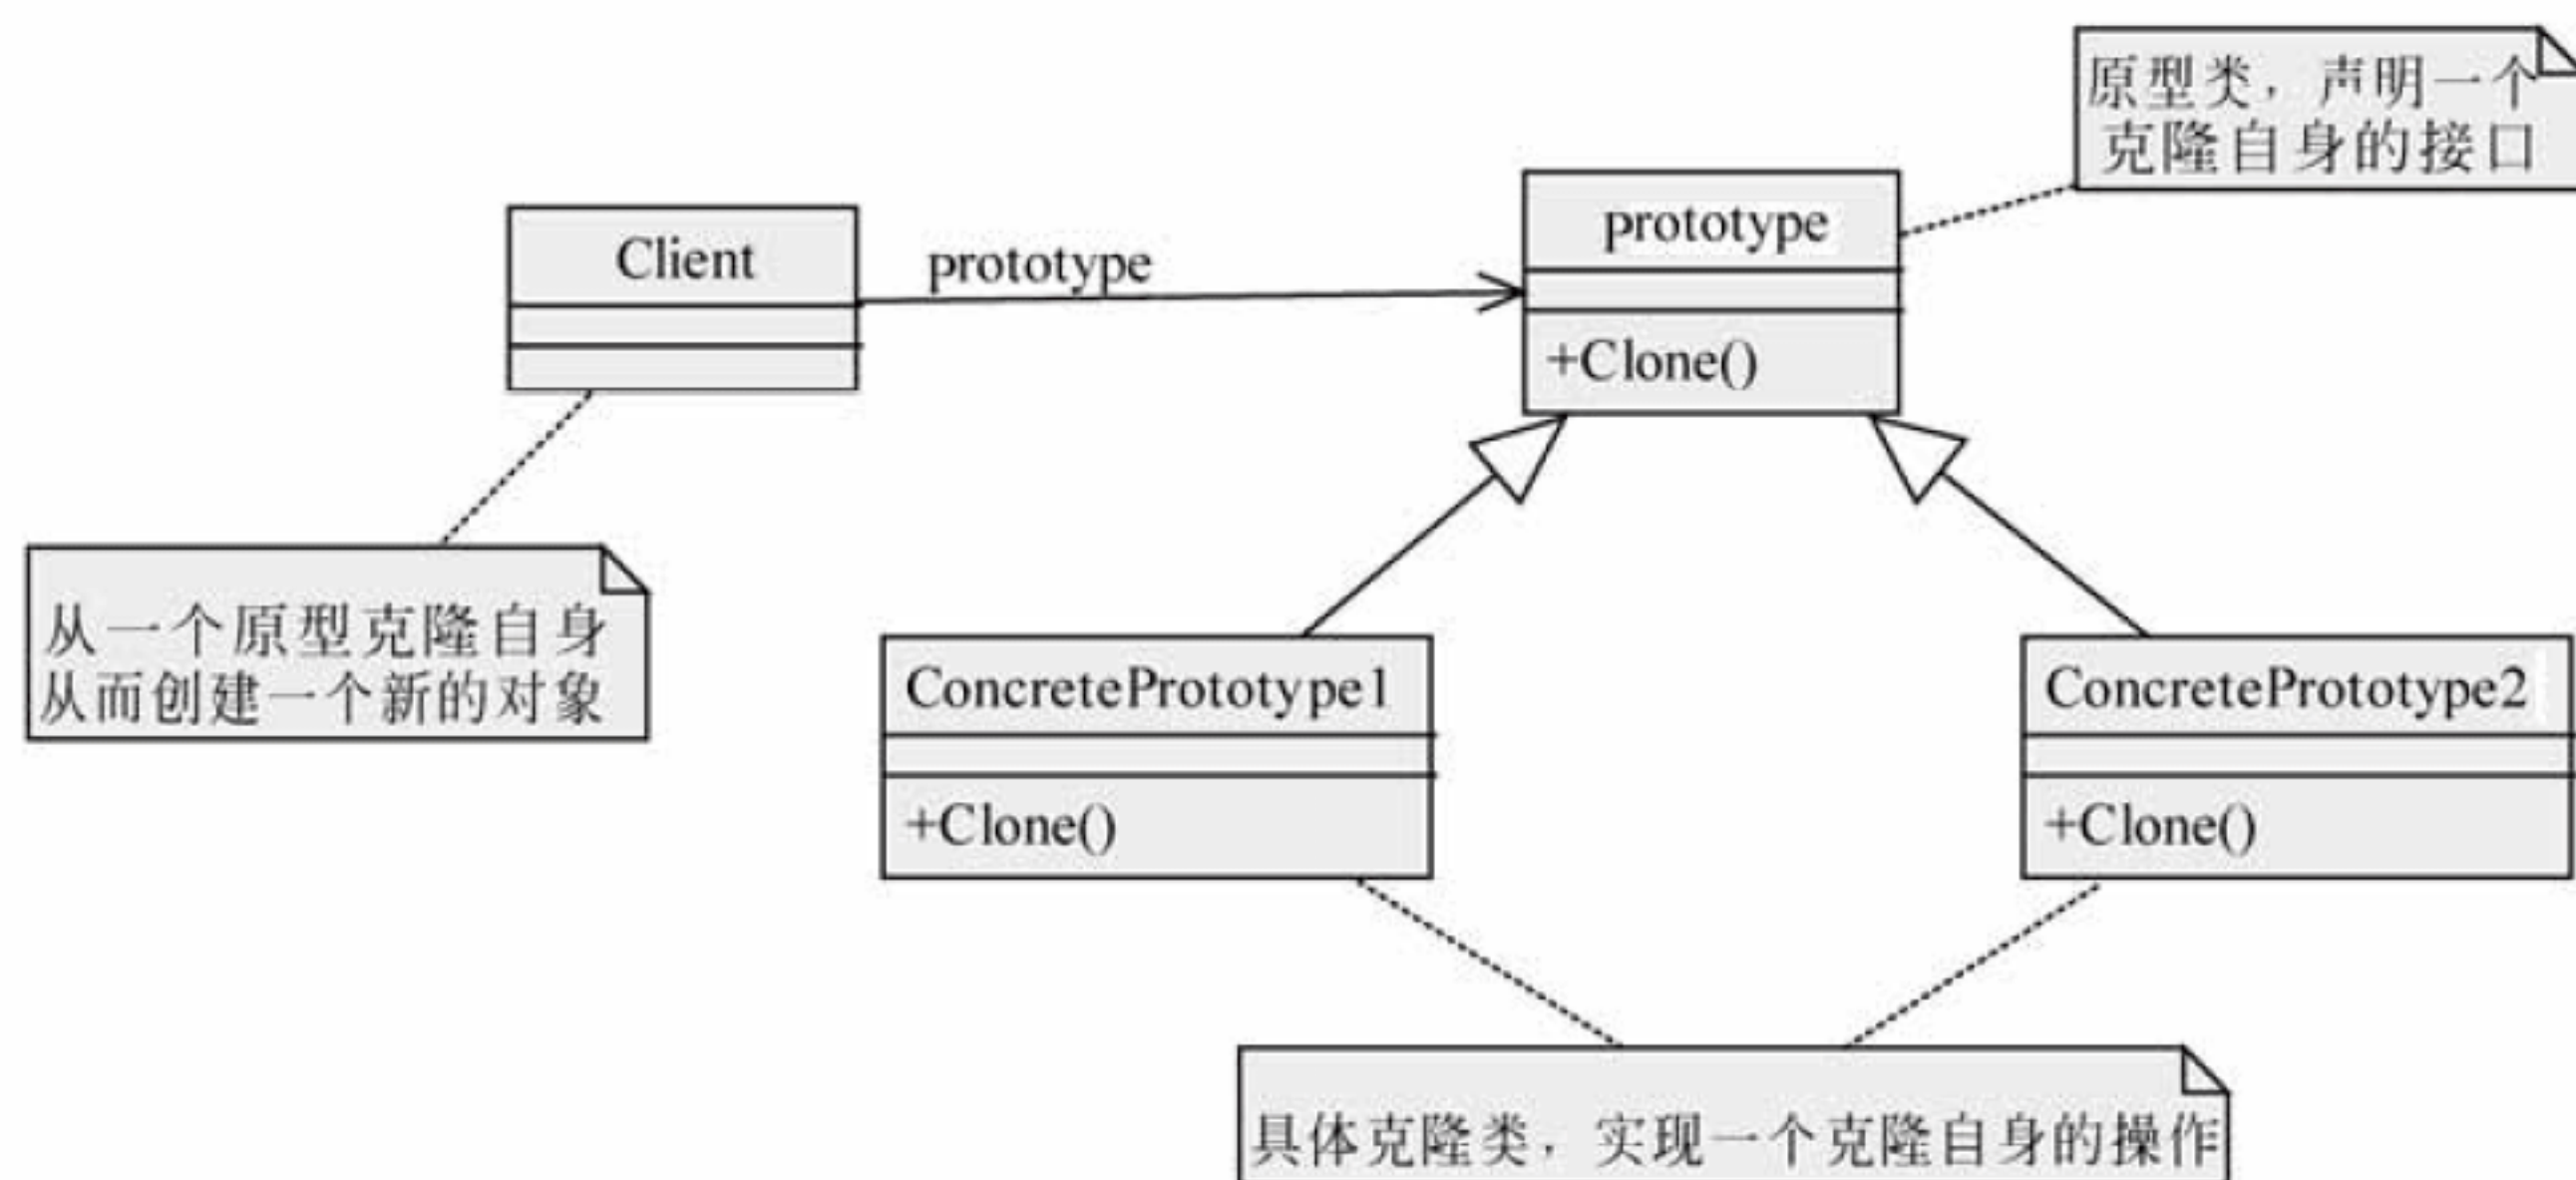 原型类，声明一个
克隆自身的接口
Client
prototype
prototype
+Clone()
从一个原型克隆自身
从而创建一个新的对象
ConcretePrototype1
+Clone()
ConcretePrototype2
+Clone()
具体克隆类，实现一个克隆自身的操作